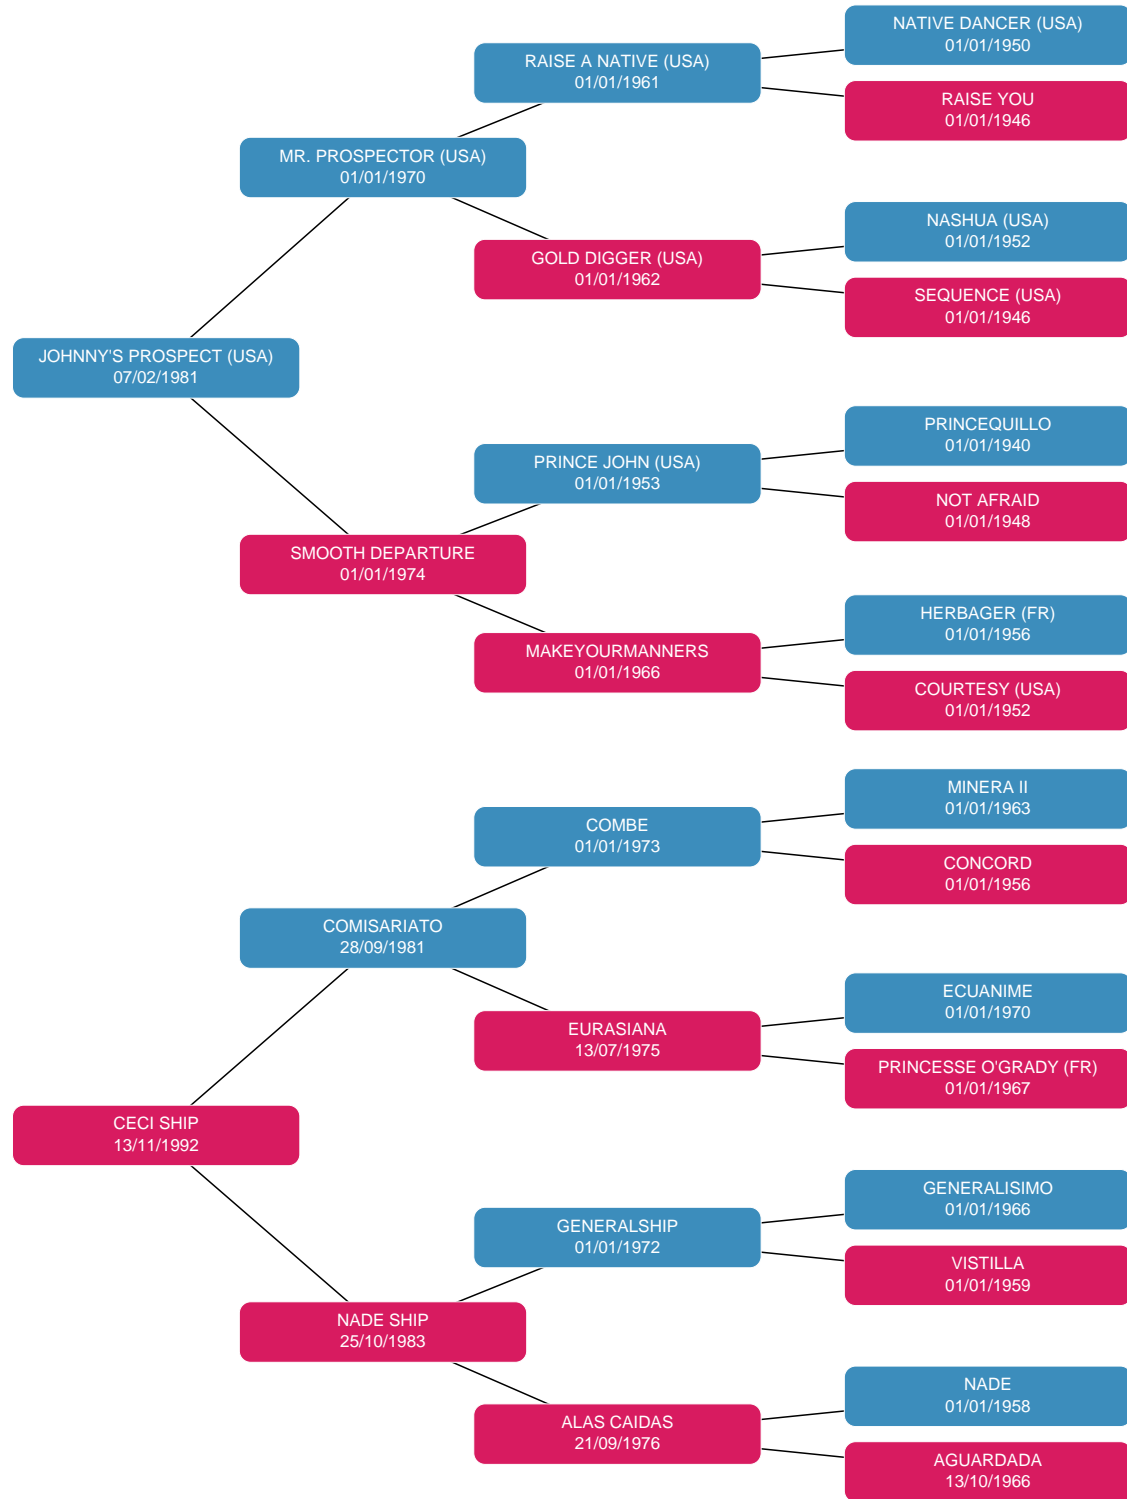 NATIVE DANCER (USA)
01/01/1950
RAISE A NATIVE (USA)
01/01/1961
RAISE YOU
01/01/1946
MR. PROSPECTOR (USA)
01/01/1970
NASHUA (USA)
01/01/1952
GOLD DIGGER (USA)
01/01/1962
SEQUENCE (USA)
01/01/1946
JOHNNY'S PROSPECT (USA)
07/02/1981
PRINCEQUILLO
01/01/1940
PRINCE JOHN (USA)
01/01/1953
NOT AFRAID
01/01/1948
SMOOTH DEPARTURE
01/01/1974
HERBAGER (FR)
01/01/1956
MAKEYOURMANNERS
01/01/1966
COURTESY (USA)
01/01/1952
MINERA II
01/01/1963
COMBE
01/01/1973
CONCORD
01/01/1956
COMISARIATO
28/09/1981
ECUANIME
01/01/1970
EURASIANA
13/07/1975
PRINCESSE O'GRADY (FR)
01/01/1967
CECI SHIP
13/11/1992
GENERALISIMO
01/01/1966
GENERALSHIP
01/01/1972
VISTILLA
01/01/1959
NADE SHIP
25/10/1983
NADE
01/01/1958
ALAS CAIDAS
21/09/1976
AGUARDADA
13/10/1966